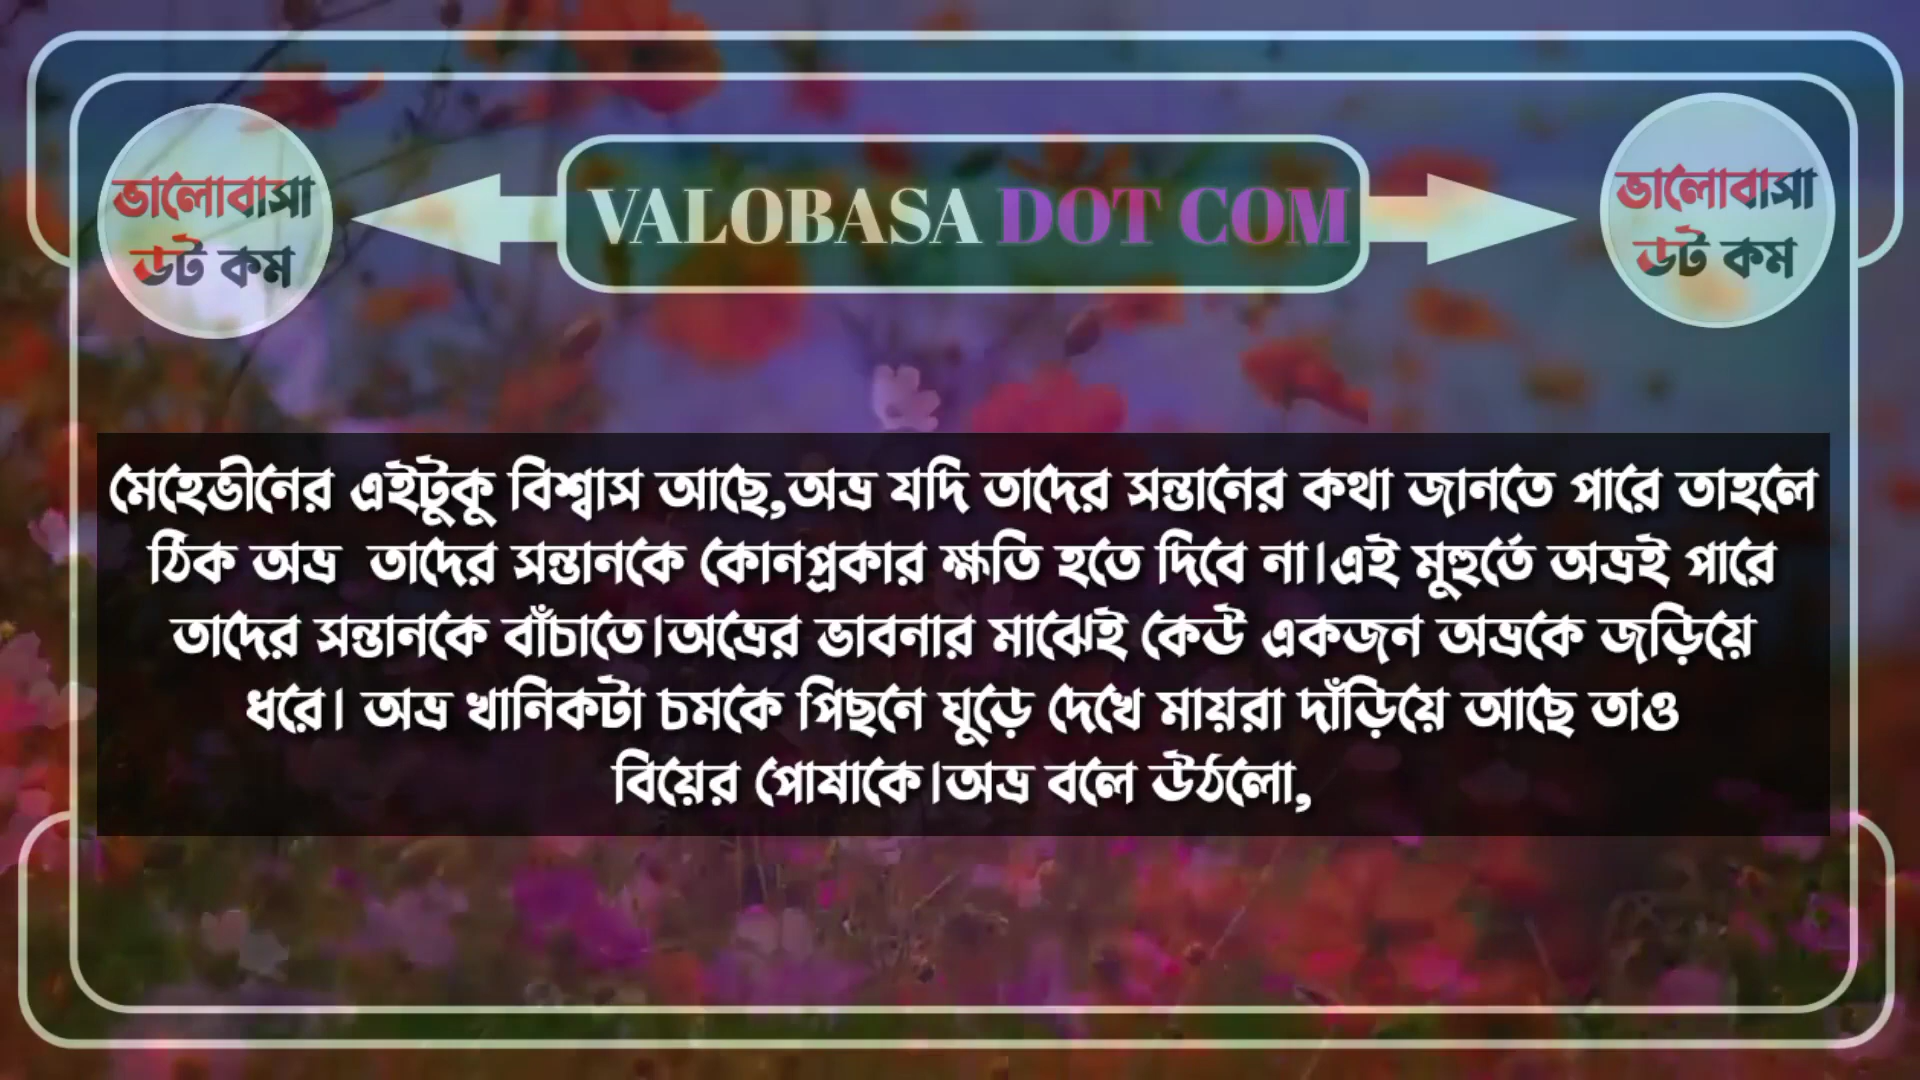 ভালোবাসা
ডট কম
VALOBASA DOT COM
ভালোবাসা
ডট কম
মেহেভীনের এইটুকু বিশ্বাস আছে,অভ্র যদি তাদের সন্তানের কথা জানতে পারে তাহলে
ঠিক অভ্র তাদের সন্তানকে কোনপ্রকার ক্ষতি হতে দিবে না।এই মুহুর্তে অভ্রই পারে
তাদের সন্তানকে বাঁচাতে।অভ্রের ভাবনার মাঝেই কেউ একজন অভ্রকে জড়িয়ে
ধরে। অভ্র খানিকটা চমকে পিছনে ঘুড়ে দেখে মায়রা দাঁড়িয়ে আছে তাও
বিয়ের পোষাকে।অভ্র বলে উঠলো,